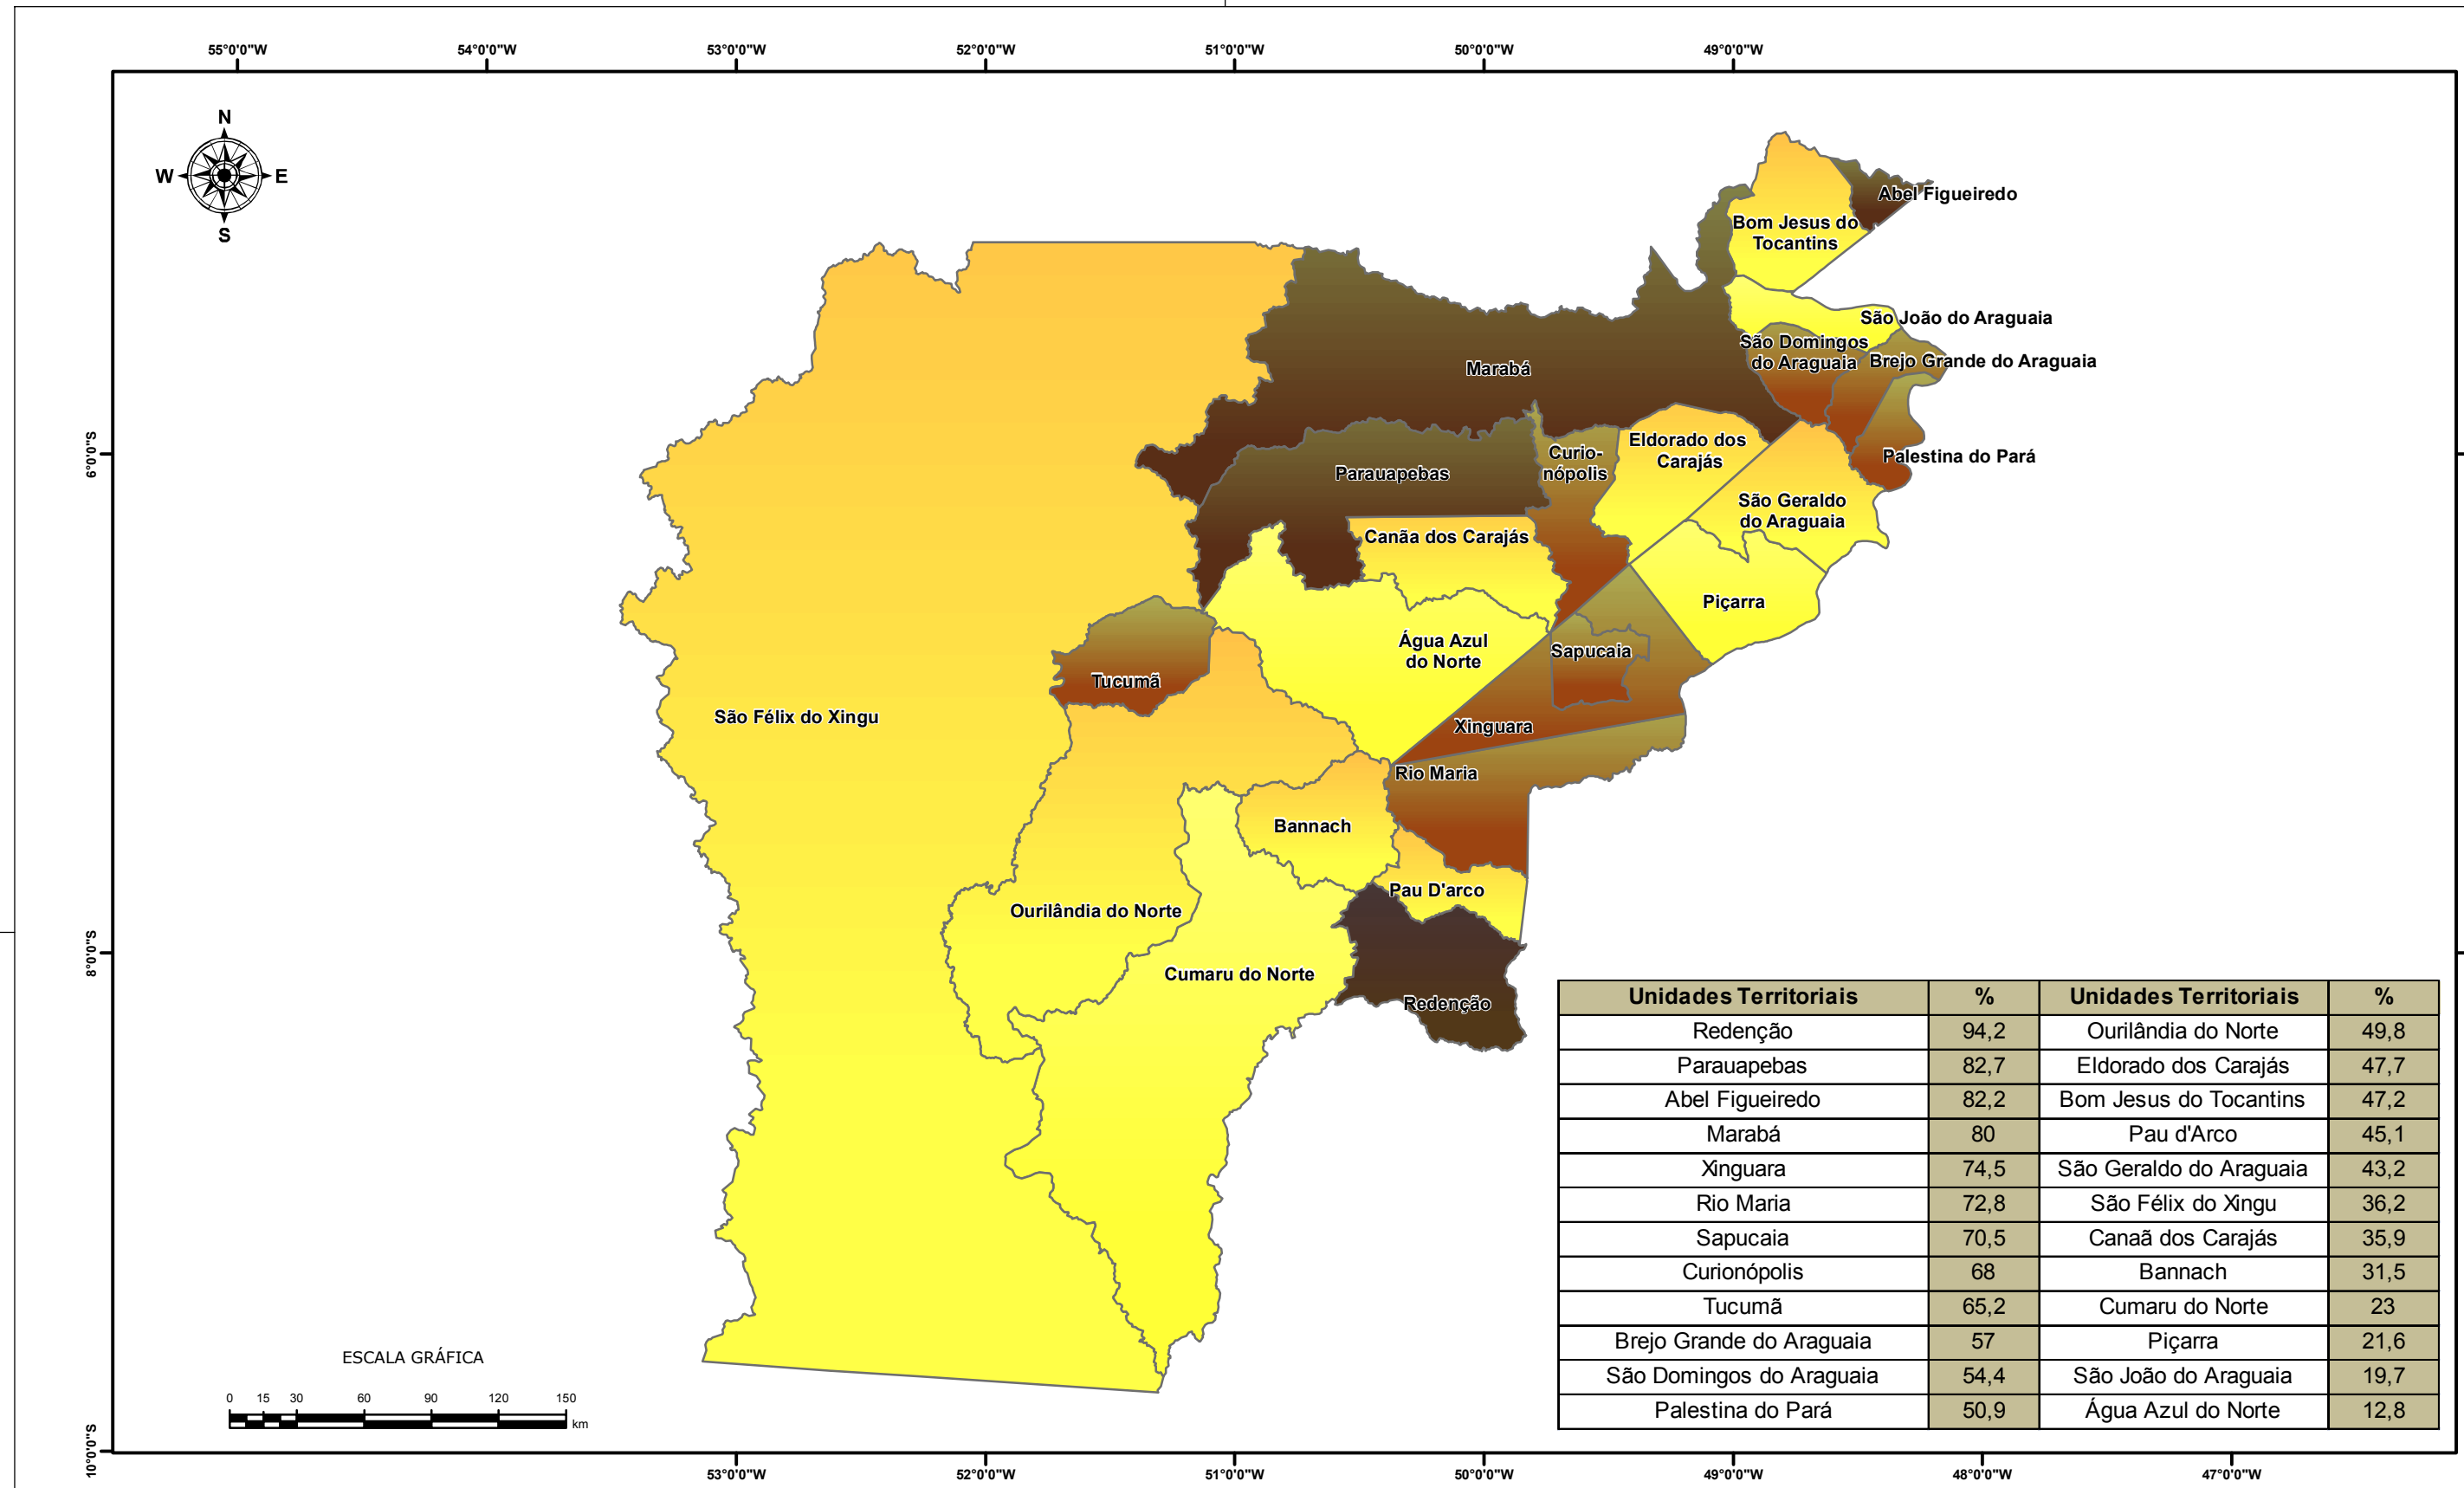 55°0'0"W 54°0'0"W 53°0'0"W 52°0'0"W 51°0'0"W 50°0'0"W 49°0'0"W
N
W E
S
Abel Figueiredo
Bom Jesus do
Tocantins
São João do Araguaia
São Domingos
do Araguaia
Brejo Grande do Araguaia
Marabá
6°0'0"S
Eldorado dos
Carajás
Curio-
nópolis
Palestina do Pará
Parauapebas
São Geraldo
do Araguaia
Canãa dos Carajás
Piçarra
Água Azul
do Norte
Sapucaia
Tucumã
São Félix do Xingu
Xinguara
Rio Maria
Bannach
Pau D'arco
Ourilândia do Norte
8°0'0"S
Cumaru do Norte
Redenção
Unidades Territoriais % Unidades Territoriais %
Redenção 94,2 Ourilândia do Norte 49,8
Parauapebas 82,7 Eldorado dos Carajás 47,7
Abel Figueiredo 82,2 Bom Jesus do Tocantins 47,2
Marabá 80 Pau d'Arco 45,1
Xinguara 74,5 São Geraldo do Araguaia 43,2
Rio Maria 72,8 São Félix do Xingu 36,2
Sapucaia 70,5 Canaã dos Carajás 35,9
Curionópolis 68 Bannach 31,5
Tucumã 65,2 Cumaru do Norte 23
Brejo Grande do Araguaia 57 Piçarra 21,6
São Domingos do Araguaia 54,4 São João do Araguaia 19,7
Palestina do Pará 50,9 Água Azul do Norte 12,8
ESCALA GRÁFICA
0 15 30 60 90 120 150
km
10°0'0"S
53°0'0"W 52°0'0"W 51°0'0"W 50°0'0"W 49°0'0"W 48°0'0"W 47°0'0"W